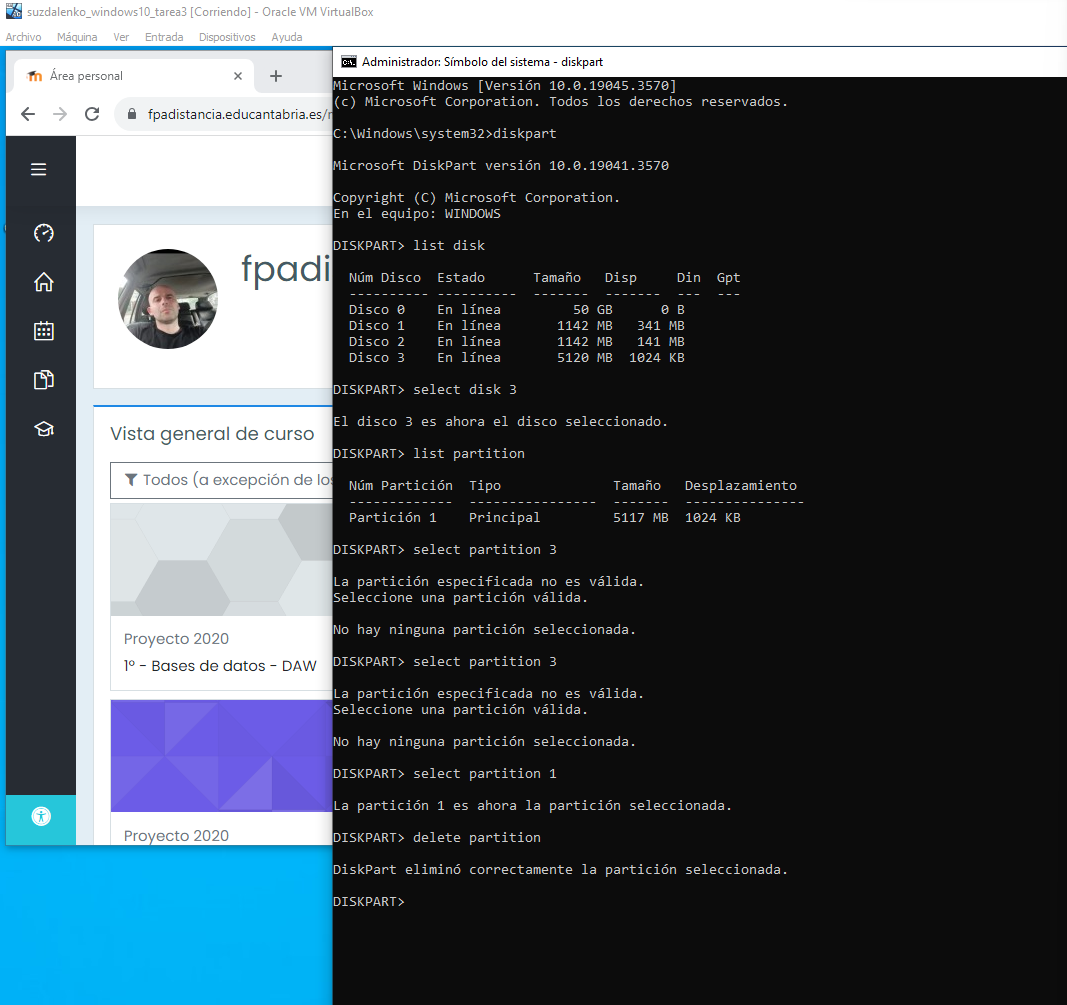 suzdalenko_windows10_tarea3 [Corriendo] - Oracle VM VirtualBox
Archivo Máquina Ver Entrada Dispositivos Ayuda
Área personal
fpadistancia.educantabria.es/
fpadi
Vista general de curso
Todos (a excepción de los
Proyecto 2020
1º - Bases de datos - DAW
Proyecto 2020
Administrador: Símbolo del sistema - diskpart
Microsoft Windows [Versión 10.0.19045.3570]
(c) Microsoft Corporation. Todos los derechos reservados.
C:\Windows\system32>diskpart
Microsoft DiskPart versión 10.0.19041.3570
Copyright (C) Microsoft Corporation.
En el equipo: WINDOWS
DISKPART> list disk
Núm Disco  Estado      Tamaño   Disp     Din  Gpt
---------- ----------  -------  -------  ---  ---
Disco 0    En línea         50 GB      0 B
Disco 1    En línea       1142 MB   341 MB
Disco 2    En línea       1142 MB   141 MB
Disco 3    En línea       5120 MB  1024 KB
DISKPART> select disk 3
El disco 3 es ahora el disco seleccionado.
DISKPART> list partition
Núm Partición  Tipo              Tamaño   Desplazamiento
-------------  ----------------  -------  ---------------
Partición 1    Principal         5117 MB  1024 KB
DISKPART> select partition 3
La partición especificada no es válida.
Seleccione una partición válida.
No hay ninguna partición seleccionada.
DISKPART> select partition 3
La partición especificada no es válida.
Seleccione una partición válida.
No hay ninguna partición seleccionada.
DISKPART> select partition 1
La partición 1 es ahora la partición seleccionada.
DISKPART> delete partition
DiskPart eliminó correctamente la partición seleccionada.
DISKPART>